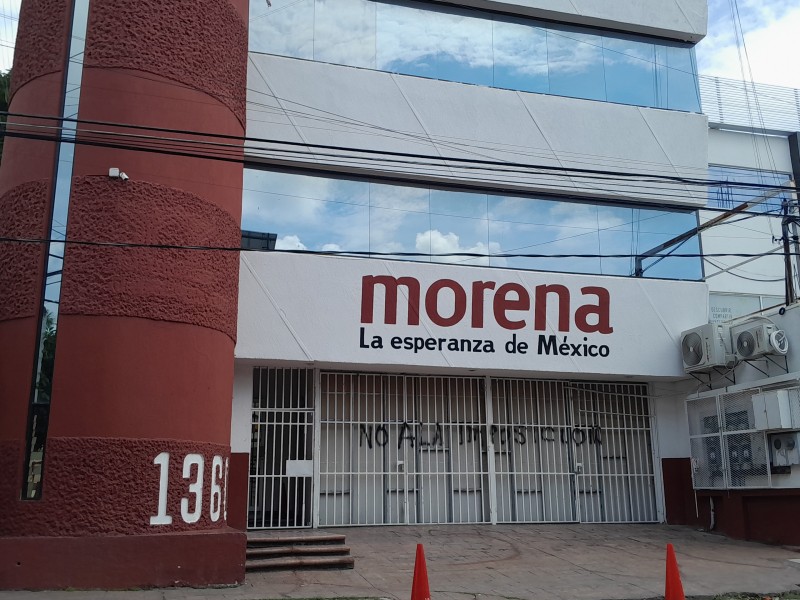 morena
La esperanza de México
NO A LA IMPOSICION
136